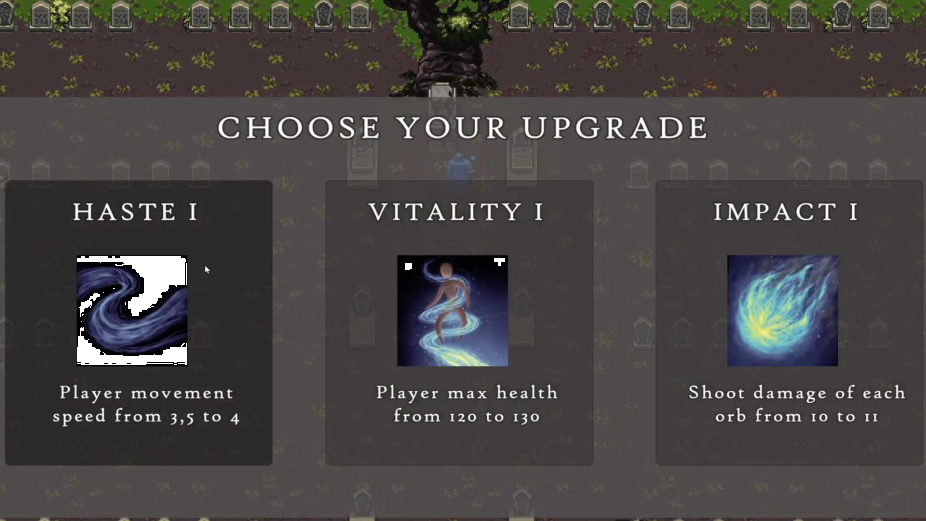 CHOOSE YOUR UPGRADE
HASTE I
Player movement
speed from 3,5 to 4
VITALITY I
Player max health
from 120 to 130
IMPACT I
Shoot damage of each
orb from 10 to 11